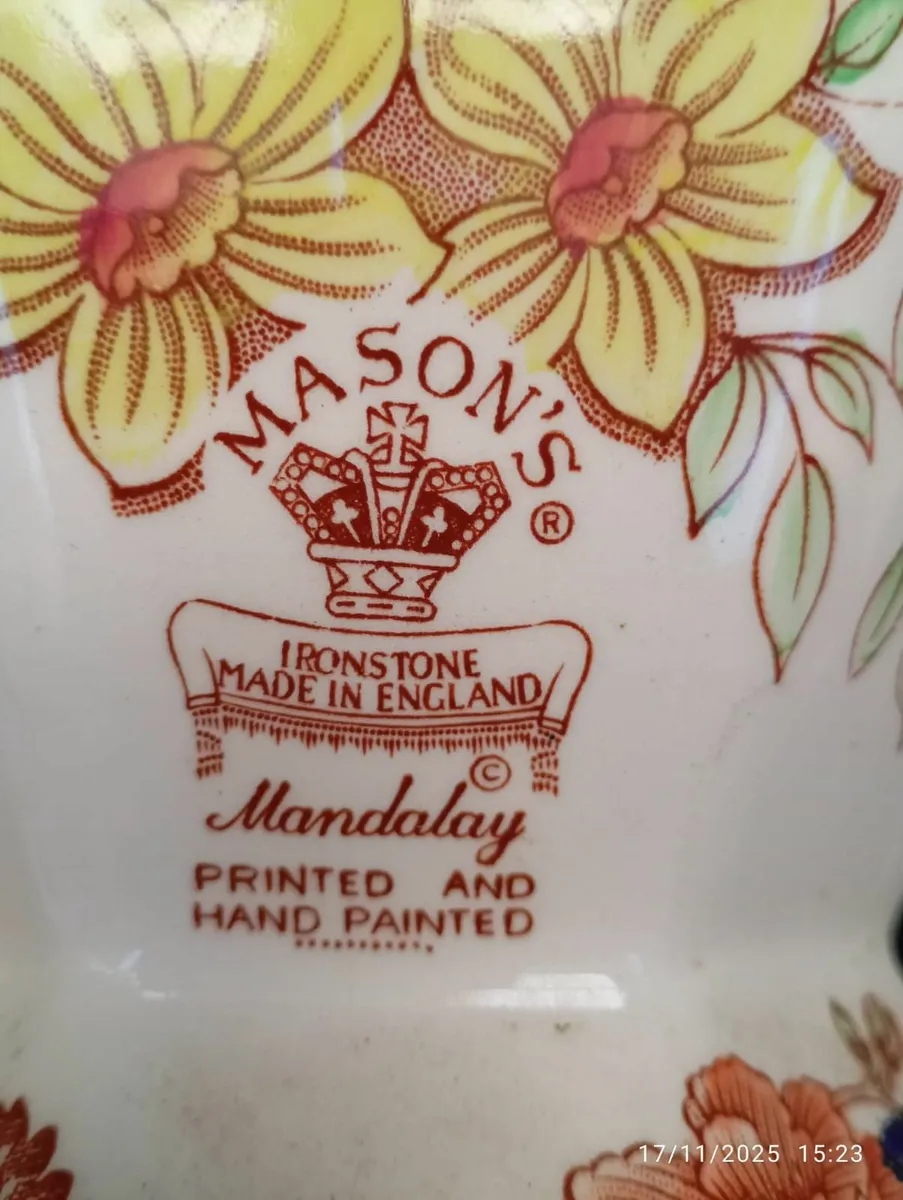 MASON'S
®
IRONSTONE
MADE IN ENGLAND
©
Mandalay
PRINTED AND
HAND PAINTED
17/11/2025 15:23